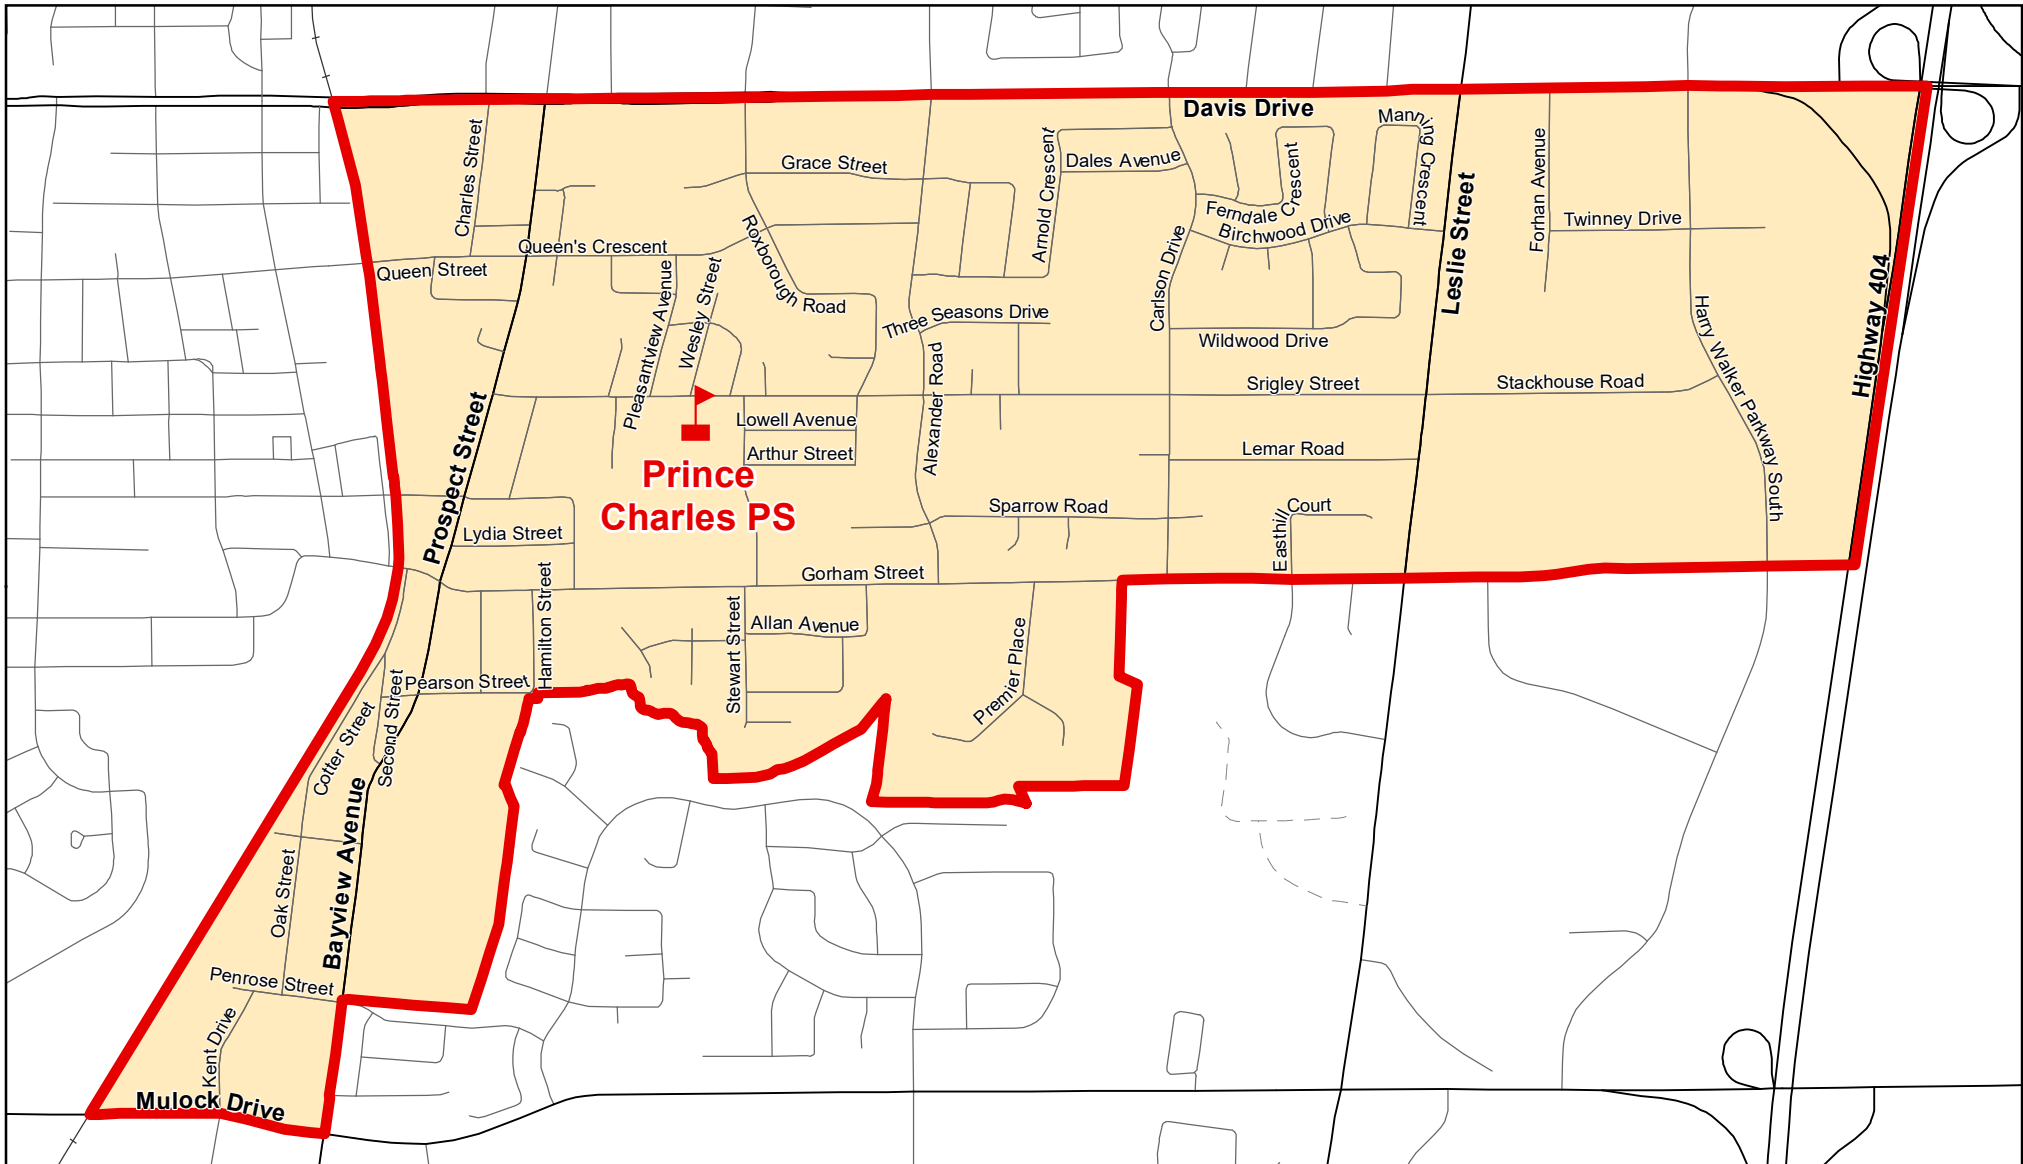 Davis Drive
Manning Crescent
Charles Street
Grace Street
Arnold Crescent
Dales Avenue
Ferndale Crescent
Birchwood Drive
Leslie Street
Forhan Avenue
Twinney Drive
Queen's Crescent
Queen Street
Roxborough Road
Pleasantview Avenue
Wesley Street
Three Seasons Drive
Carlson Drive
Wildwood Drive
Harry Walker Parkway South
Highway 404
Srigley Street
Stackhouse Road
Prospect Street
Lowell Avenue
Arthur Street
Alexander Road
Lemar Road
Prince
Charles PS
Sparrow Road
Easthill Court
Lydia Street
Gorham Street
Hamilton Street
Stewart Street
Allan Avenue
Premier Place
Pearson Street
Second Street
Cotter Street
Bayview Avenue
Oak Street
Penrose Street
Kent Drive
Mulock Drive